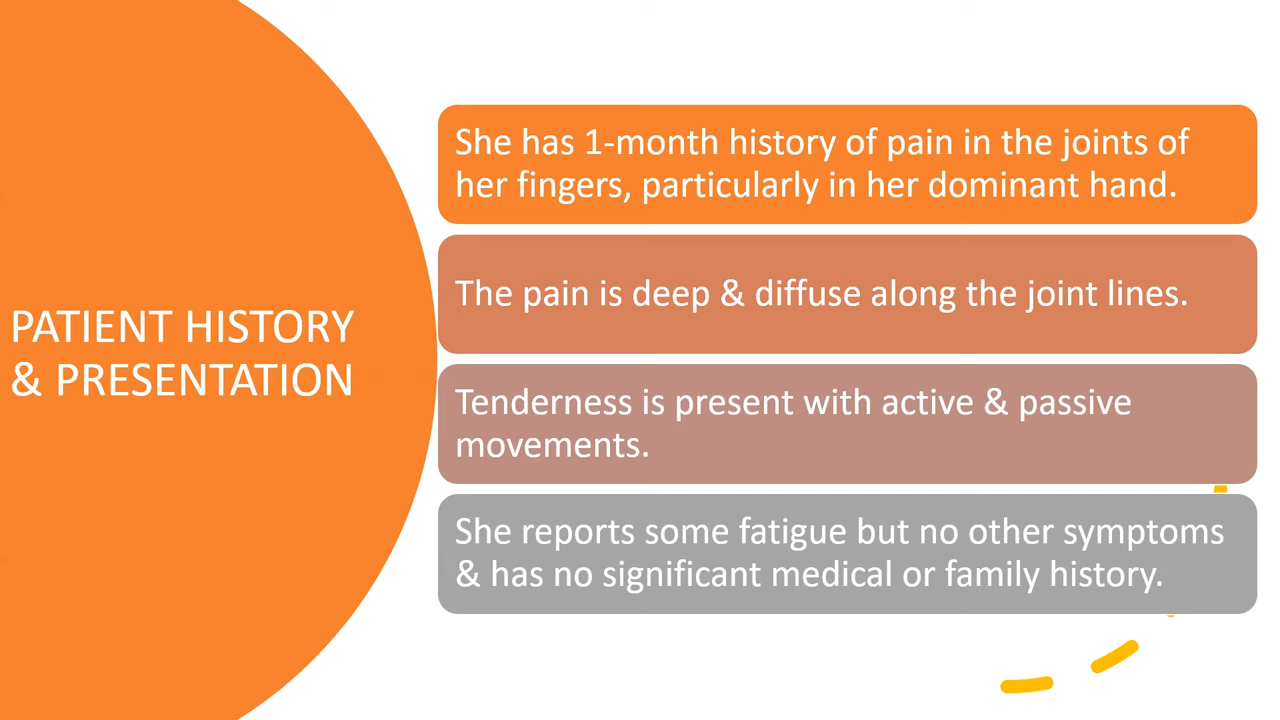 PATIENT HISTORY
& PRESENTATION
She has 1-month history of pain in the joints of
her fingers, particularly in her dominant hand.
The pain is deep & diffuse along the joint lines.
Tenderness is present with active & passive
movements.
She reports some fatigue but no other symptoms
& has no significant medical or family history.